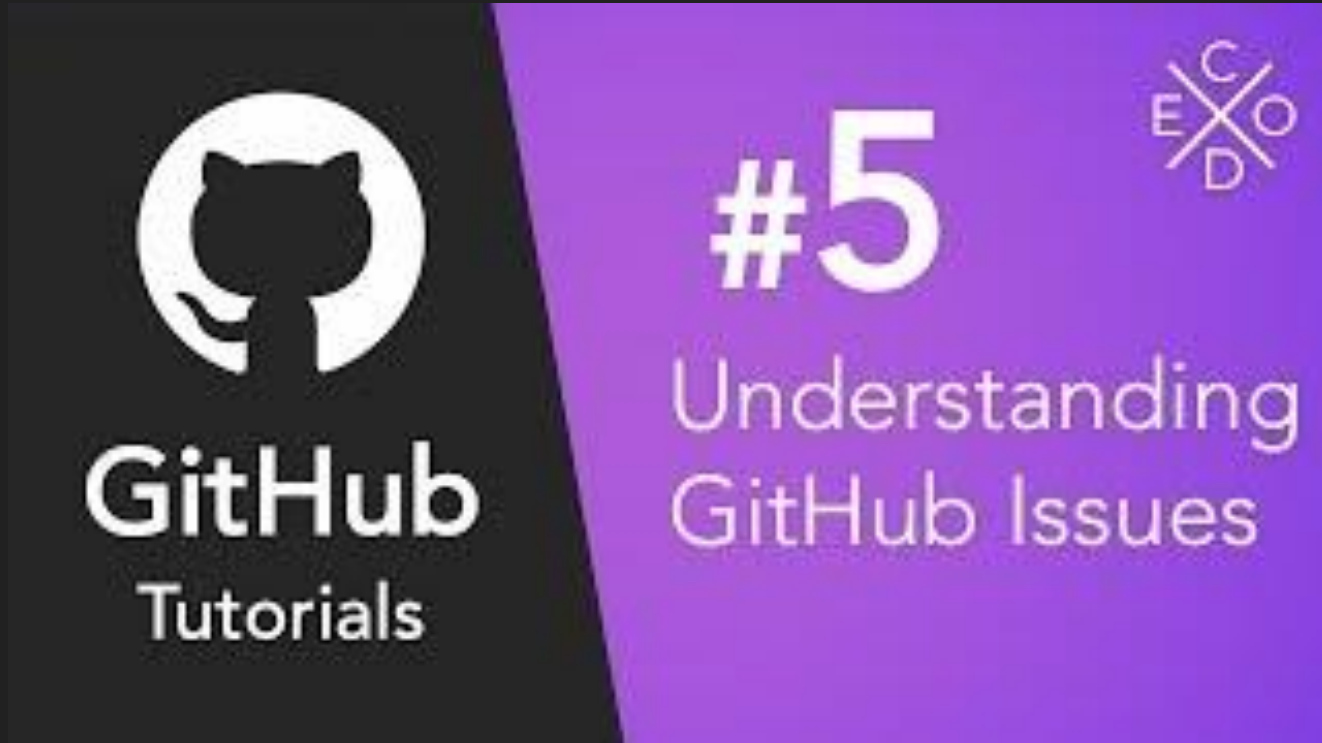 GitHub
Tutorials
#5
Understanding
GitHub Issues
C
E O
D